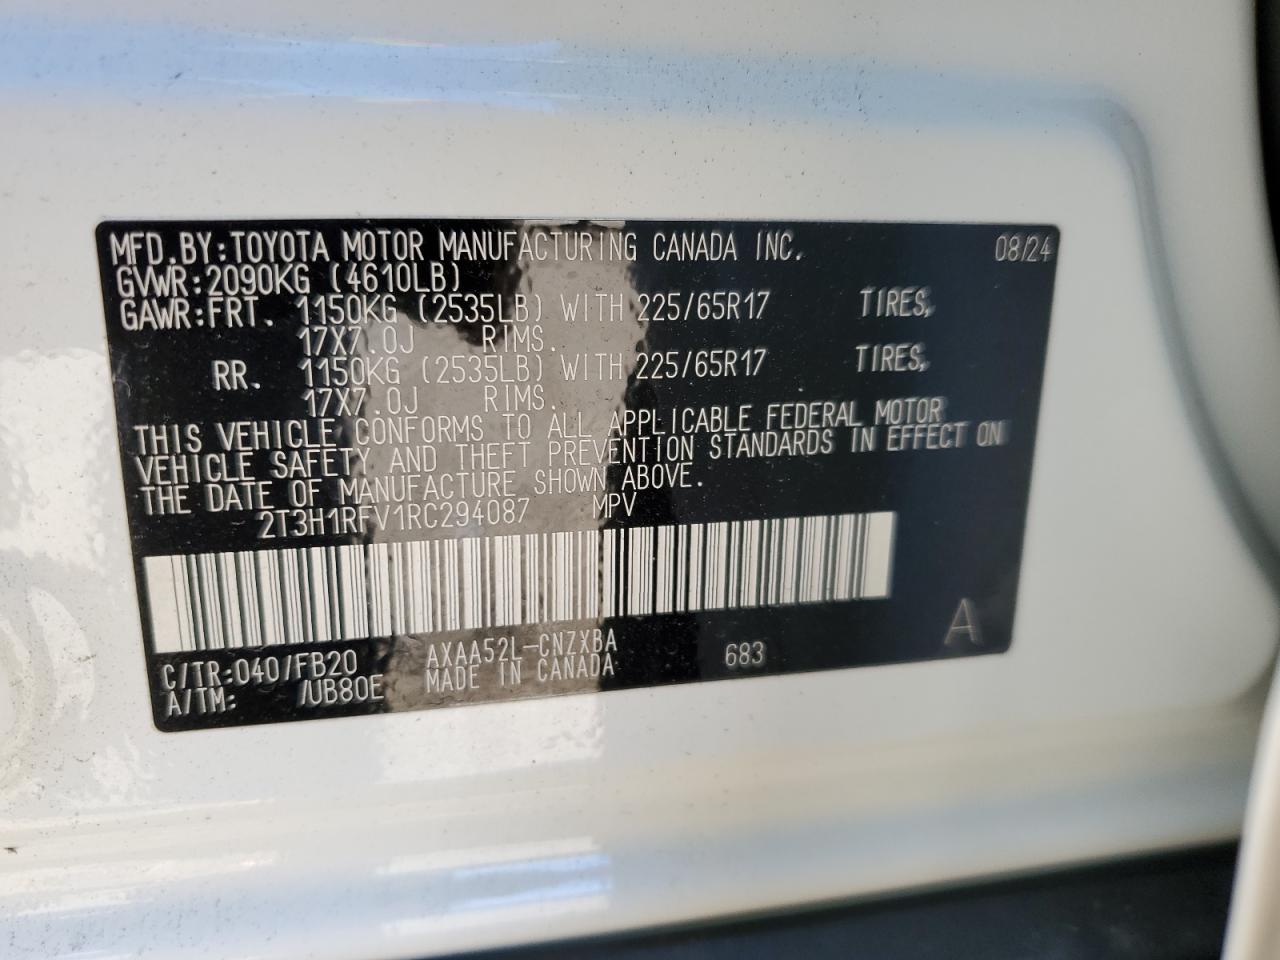 MFD.BY:TOYOTA MOTOR MANUFACTURING CANADA INC. 08/24
GVWR:2090KG (4610LB)
GAWR:FRT. 1150KG (2535LB) WITH 225/65R17 TIRES,
17X7.0J RIMS.
RR. 1150KG (2535LB) WITH 225/65R17 TIRES,
17X7.0J RIMS.
THIS VEHICLE CONFORMS TO ALL APPLICABLE FEDERAL MOTOR
VEHICLE SAFETY AND THEFT PREVENTION STANDARDS IN EFFECT ON
THE DATE OF MANUFACTURE SHOWN ABOVE.
2T3H1RFV1RC294087 MPV
C/TR:040/FB20 AXAA52L-CNZXBA 683 A
A/TM: /UB80E MADE IN CANADA